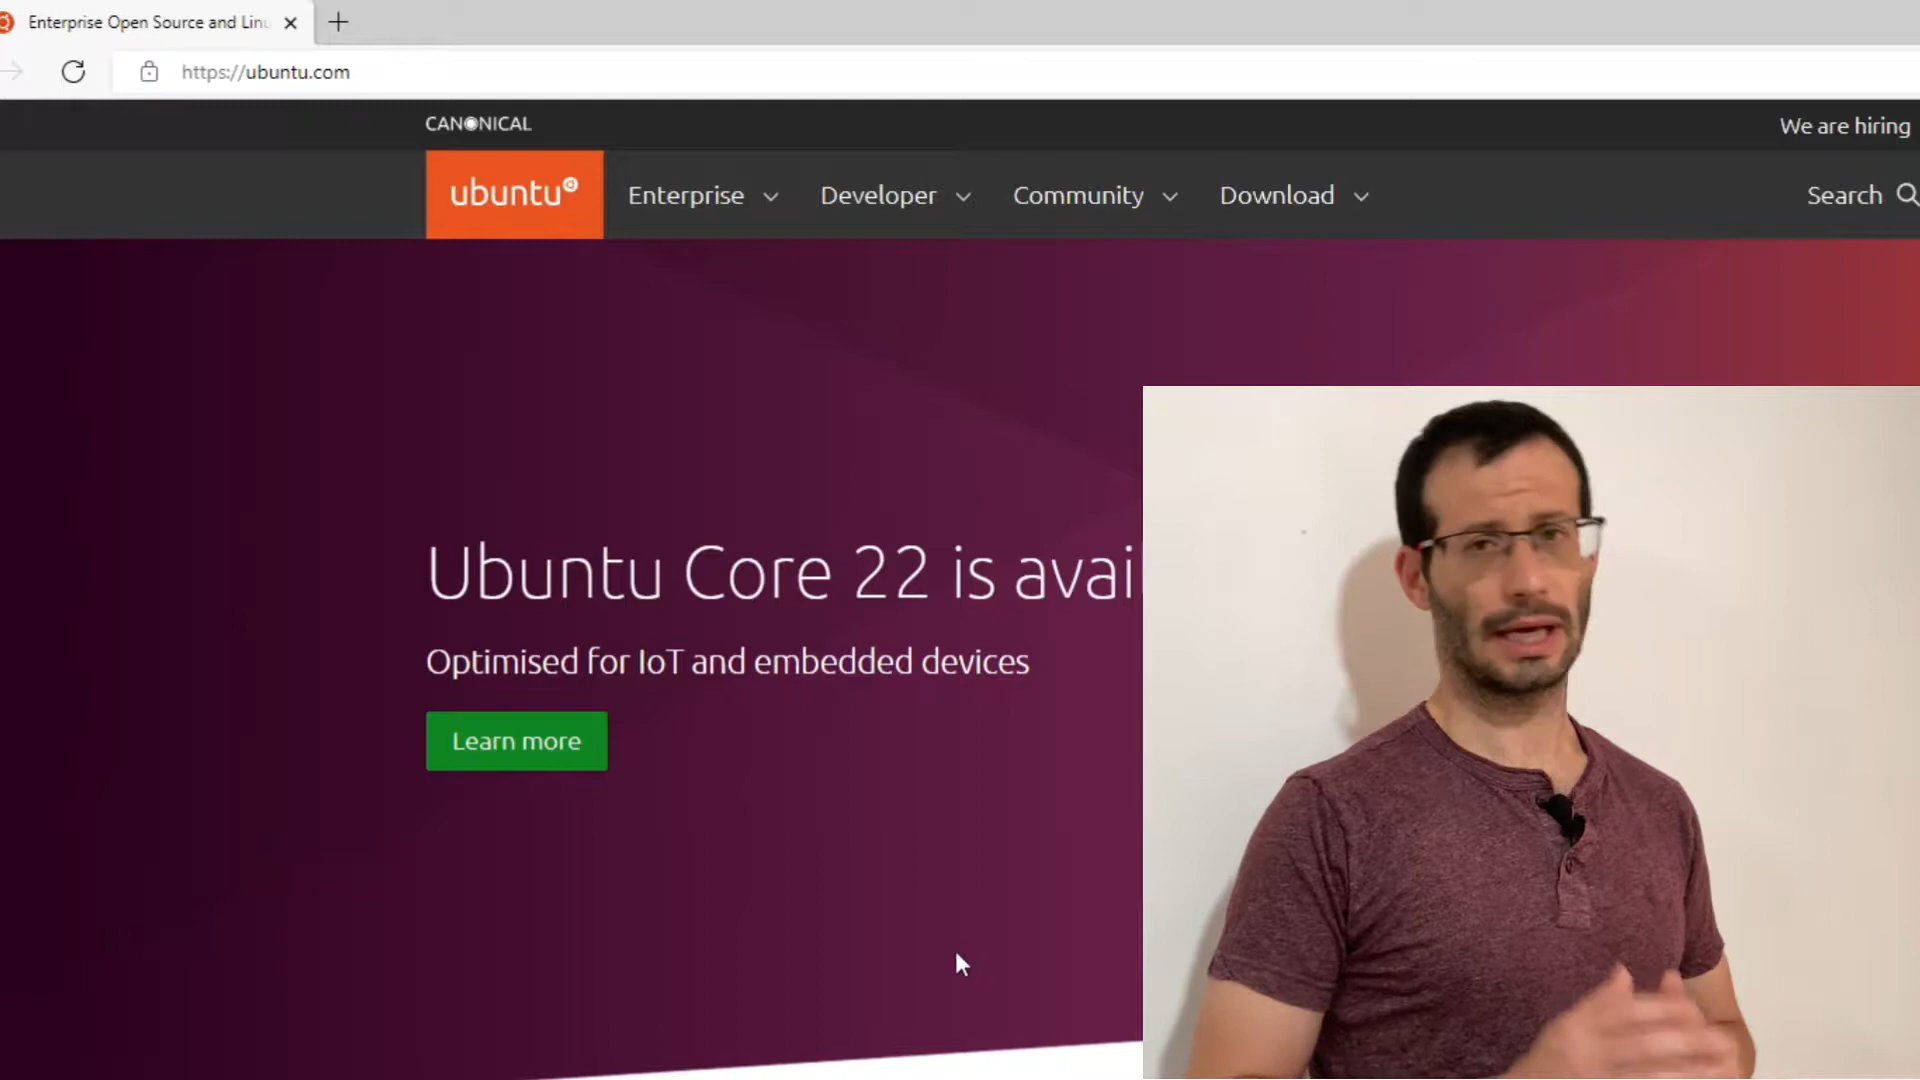 Enterprise Open Source and Lin
https://ubuntu.com
CANONICAL
We are hiring
ubuntu
Enterprise
Developer
Community
Download
Search
Ubuntu Core 22 is avai
Optimised for IoT and embedded devices
Learn more